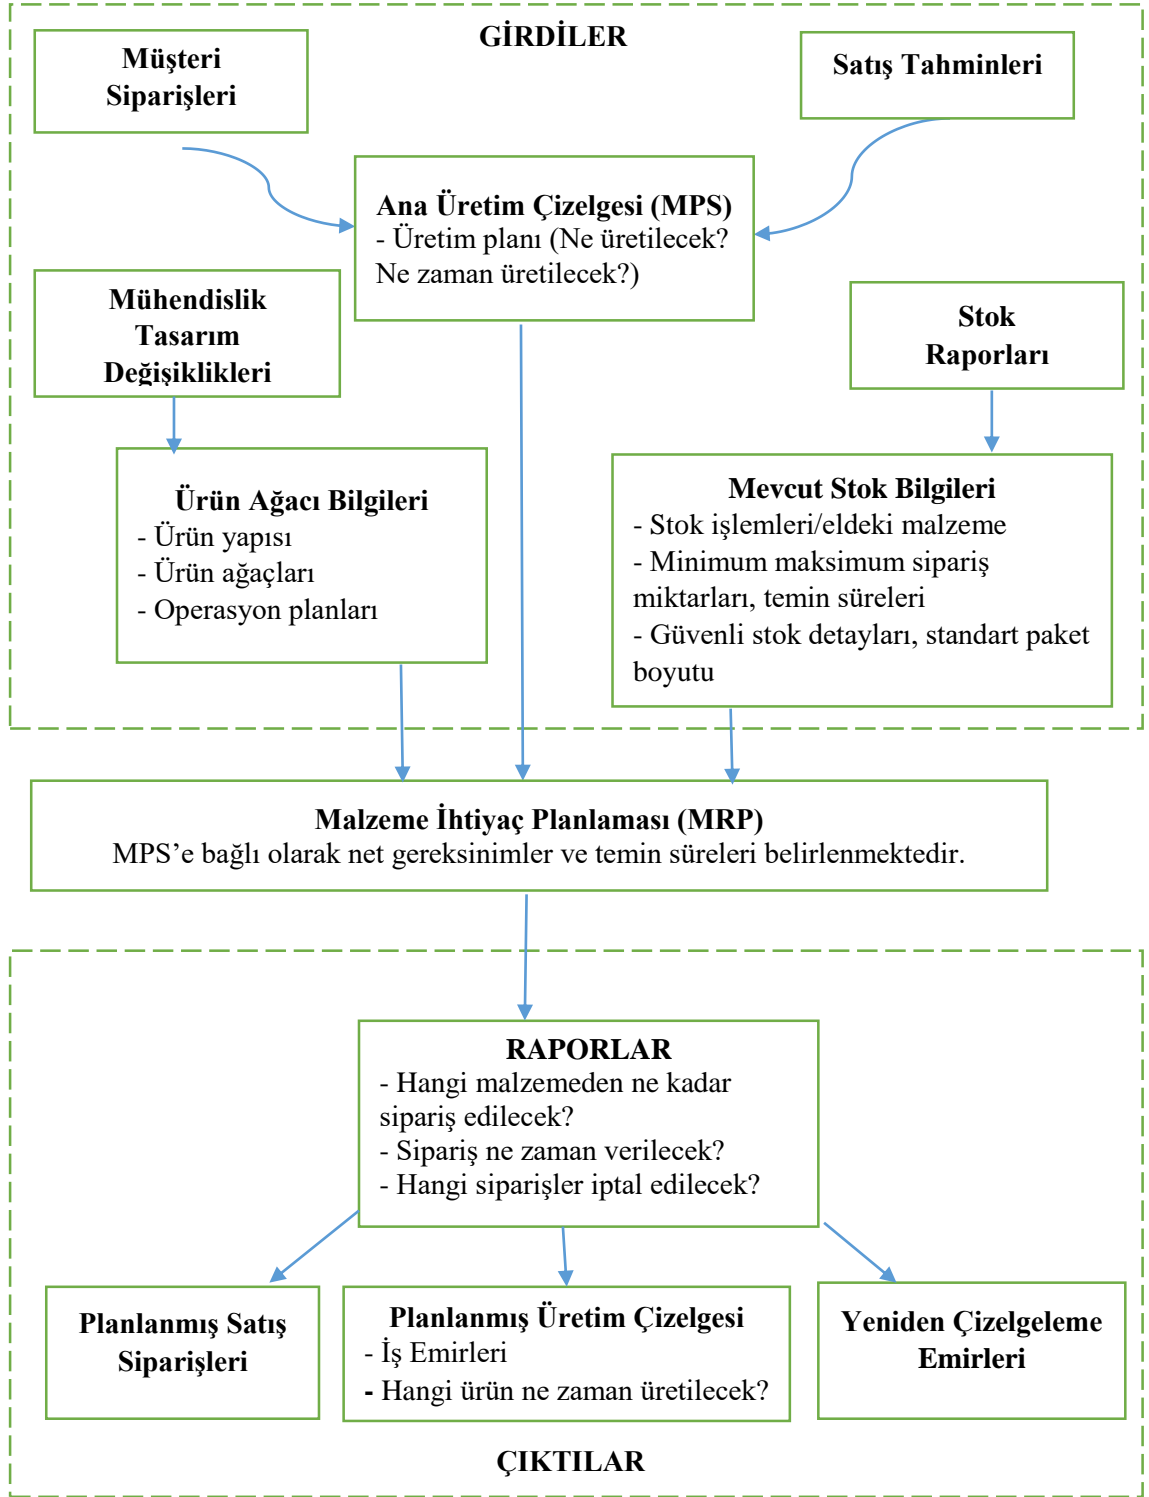 GİRDİLER
Müşteri
Siparişleri
Satış Tahminleri
Ana Üretim Çizelgesi (MPS)
- Üretim planı (Ne üretilecek?
Ne zaman üretilecek?)
Mühendislik
Tasarım
Değişiklikleri
Stok
Raporları
Ürün Ağacı Bilgileri
- Ürün yapısı
- Ürün ağaçları
- Operasyon planları
Mevcut Stok Bilgileri
- Stok işlemleri/eldeki malzeme
- Minimum maksimum sipariş
miktarları, temin süreleri
- Güvenli stok detayları, standart paket
boyutu
Malzeme İhtiyaç Planlaması (MRP)
MPS’e bağlı olarak net gereksinimler ve temin süreleri belirlenmektedir.
RAPORLAR
- Hangi malzemeden ne kadar
sipariş edilecek?
- Sipariş ne zaman verilecek?
- Hangi siparişler iptal edilecek?
Planlanmış Satış
Siparişleri
Planlanmış Üretim Çizelgesi
- İş Emirleri
- Hangi ürün ne zaman üretilecek?
Yeniden Çizelgeleme
Emirleri
ÇIKTILAR